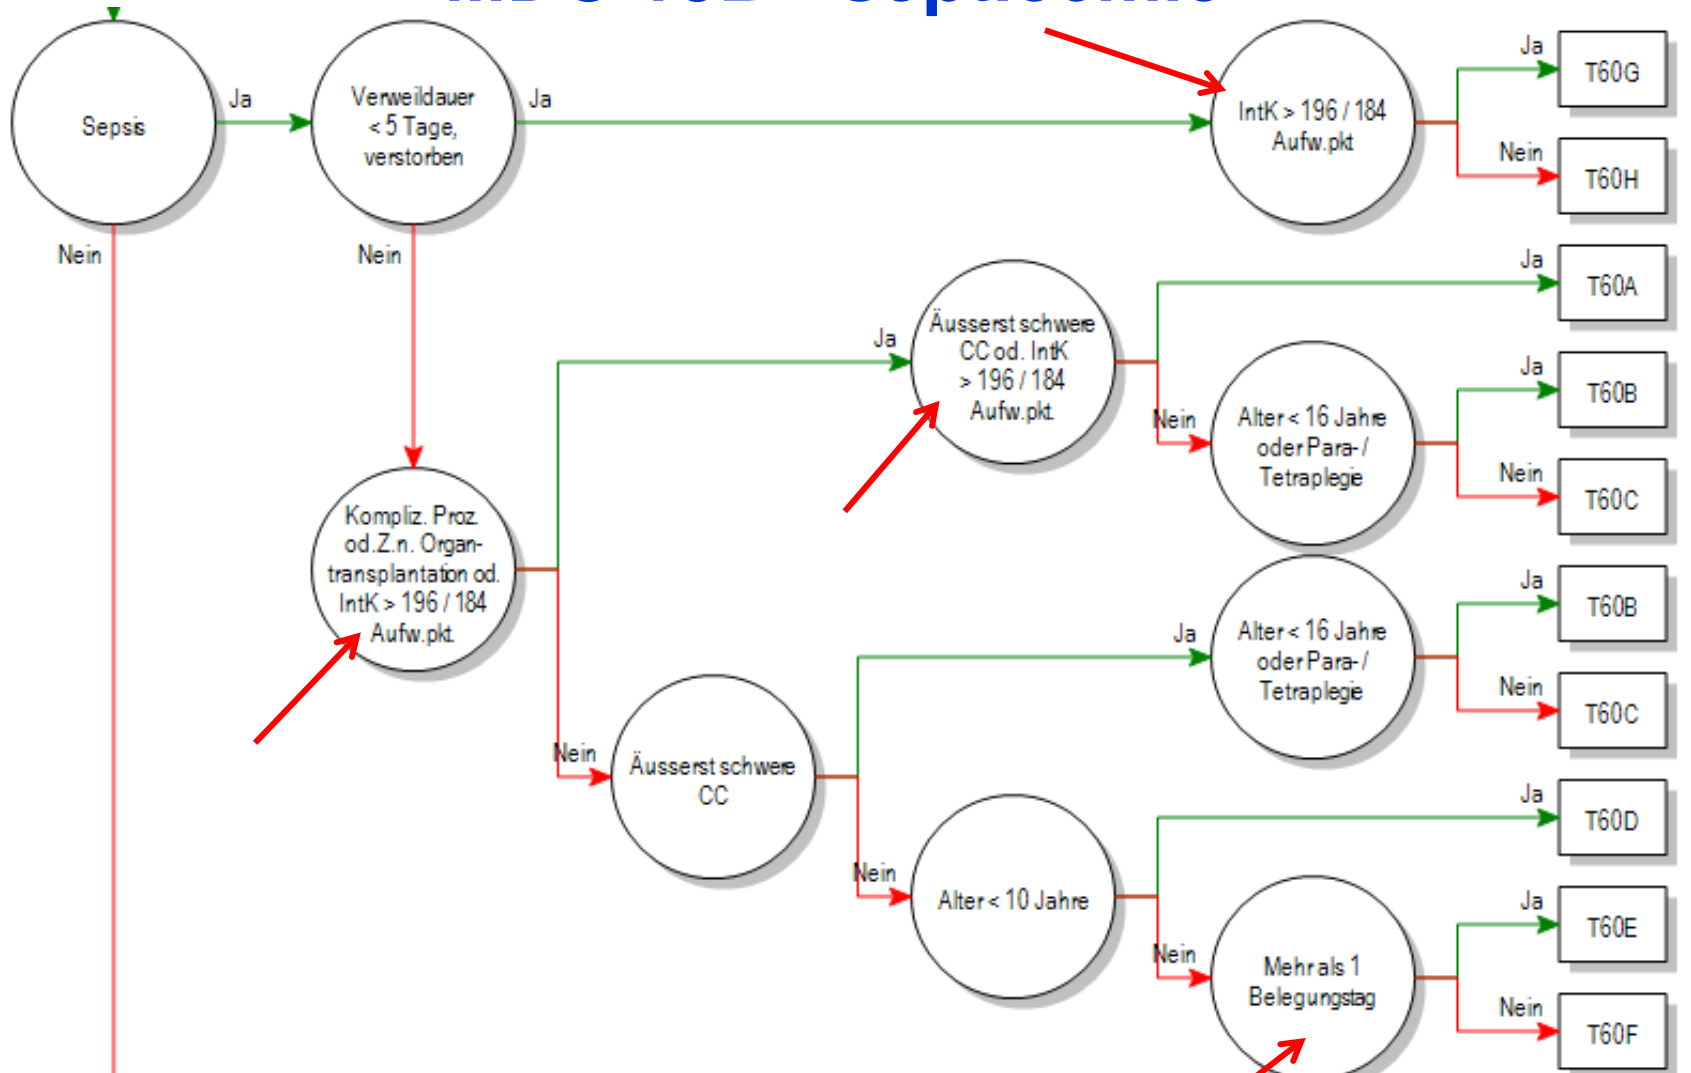 Sepsis
Ja
Nein
Verweildauer
< 5 Tage,
verstorben
Ja
Nein
IntK > 196 / 184
Aufw.pkt
Ja
T60G
Nein
T60H
Kompliz. Proz.
od.Z.n. Organ-
transplantation od.
IntK > 196 / 184
Aufw.pkt.
Ja
Nein
Äusserst schwere
CC od. IntK
> 196 / 184
Aufw.pkt.
Ja
T60A
Nein
Alter < 16 Jahre
oder Para- /
Tetraplegie
Ja
T60B
Nein
T60C
Äusserst schwere
CC
Ja
Nein
Alter < 16 Jahre
oder Para- /
Tetraplegie
Ja
T60B
Nein
T60C
Alter < 10 Jahre
Ja
T60D
Nein
Mehr als 1
Belegungstag
Ja
T60E
Nein
T60F